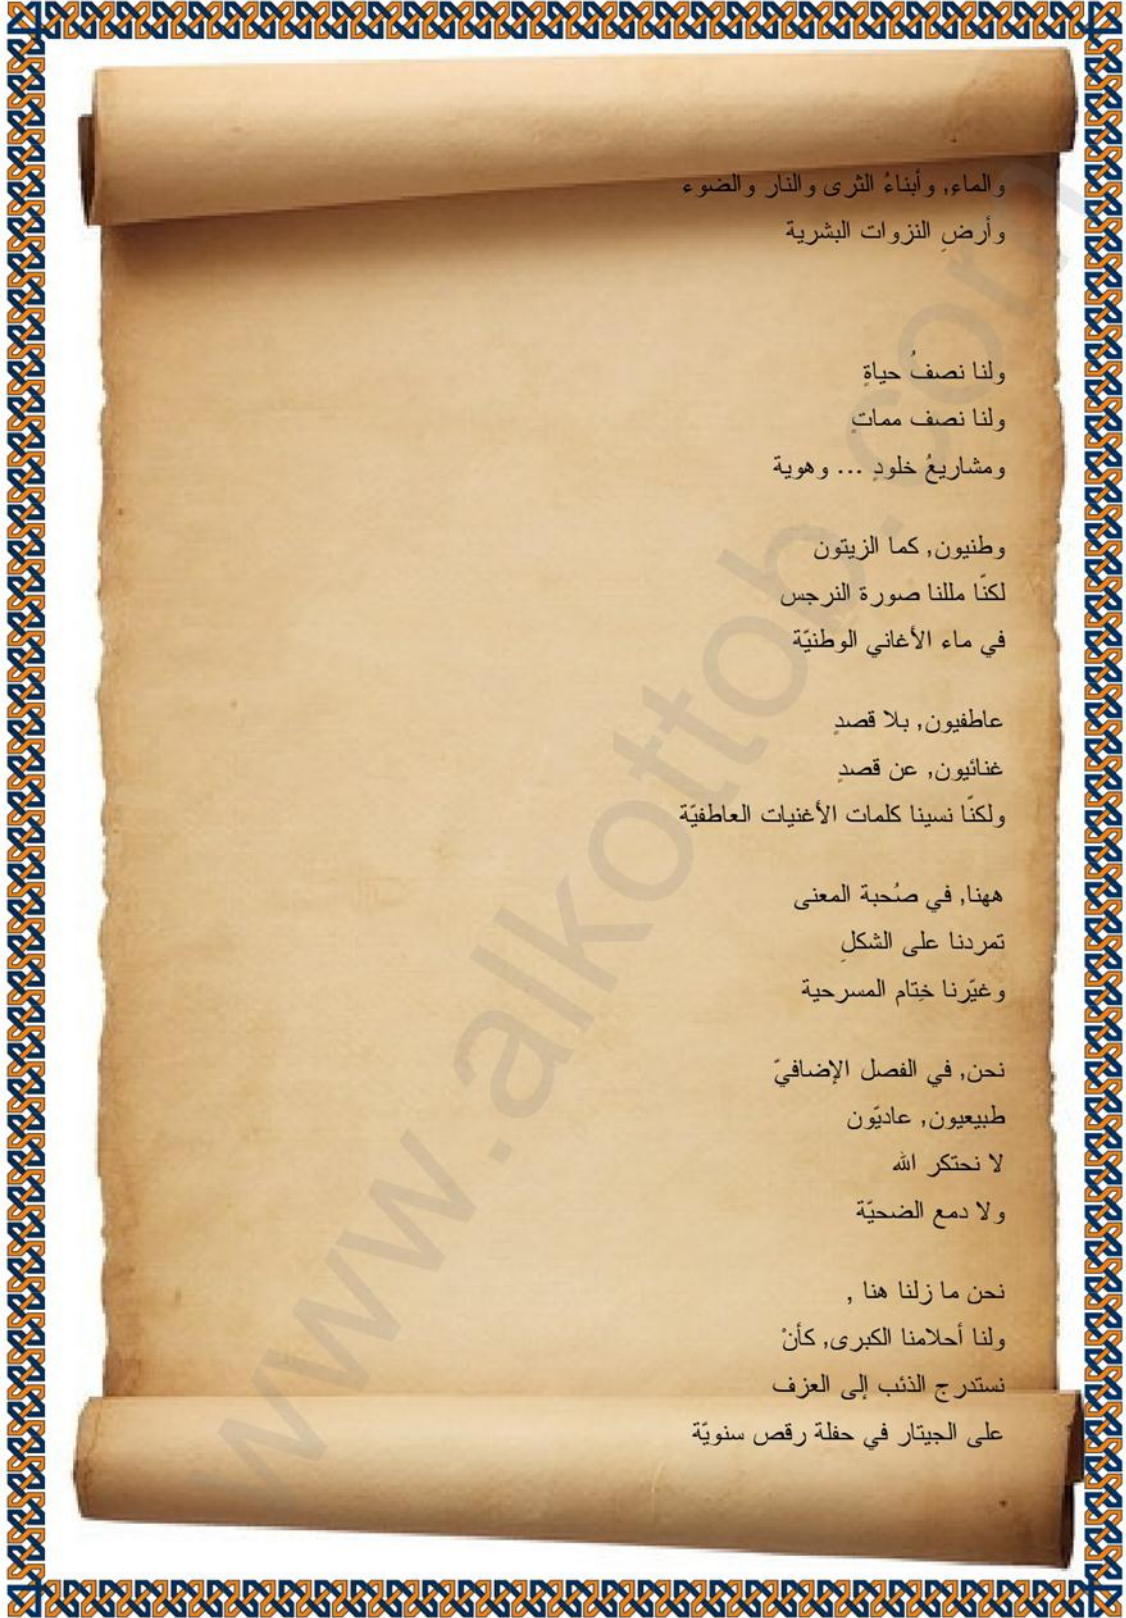 والماء, وأبناءُ الثرى والنار والضوء
وأرضِ النزوات البشرية
ولنا نصفُ حياةٍ
ولنا نصف مماتٍ
ومشاريعُ خلودٍ ... وهوية
وطنيون, كما الزيتون
لكنّا مللنا صورة النرجس
في ماء الأغاني الوطنيّة
عاطفيون, بلا قصدٍ
غنائيون, عن قصدٍ
ولكنّا نسينا كلمات الأغنيات العاطفيّة
ههنا, في صُحبة المعنى
تمردنا على الشكلِ
وغيّرنا خِتام المسرحية
نحن, في الفصل الإضافيّ
طبيعيون, عاديّون
لا نحتكر الله
ولا دمع الضحيّة
نحن ما زلنا هنا ,
ولنا أحلامنا الكبرى, كأنْ
نستدرج الذئب إلى العزف
على الجيتار في حفلة رقص سنويّة
www.alkottob.com